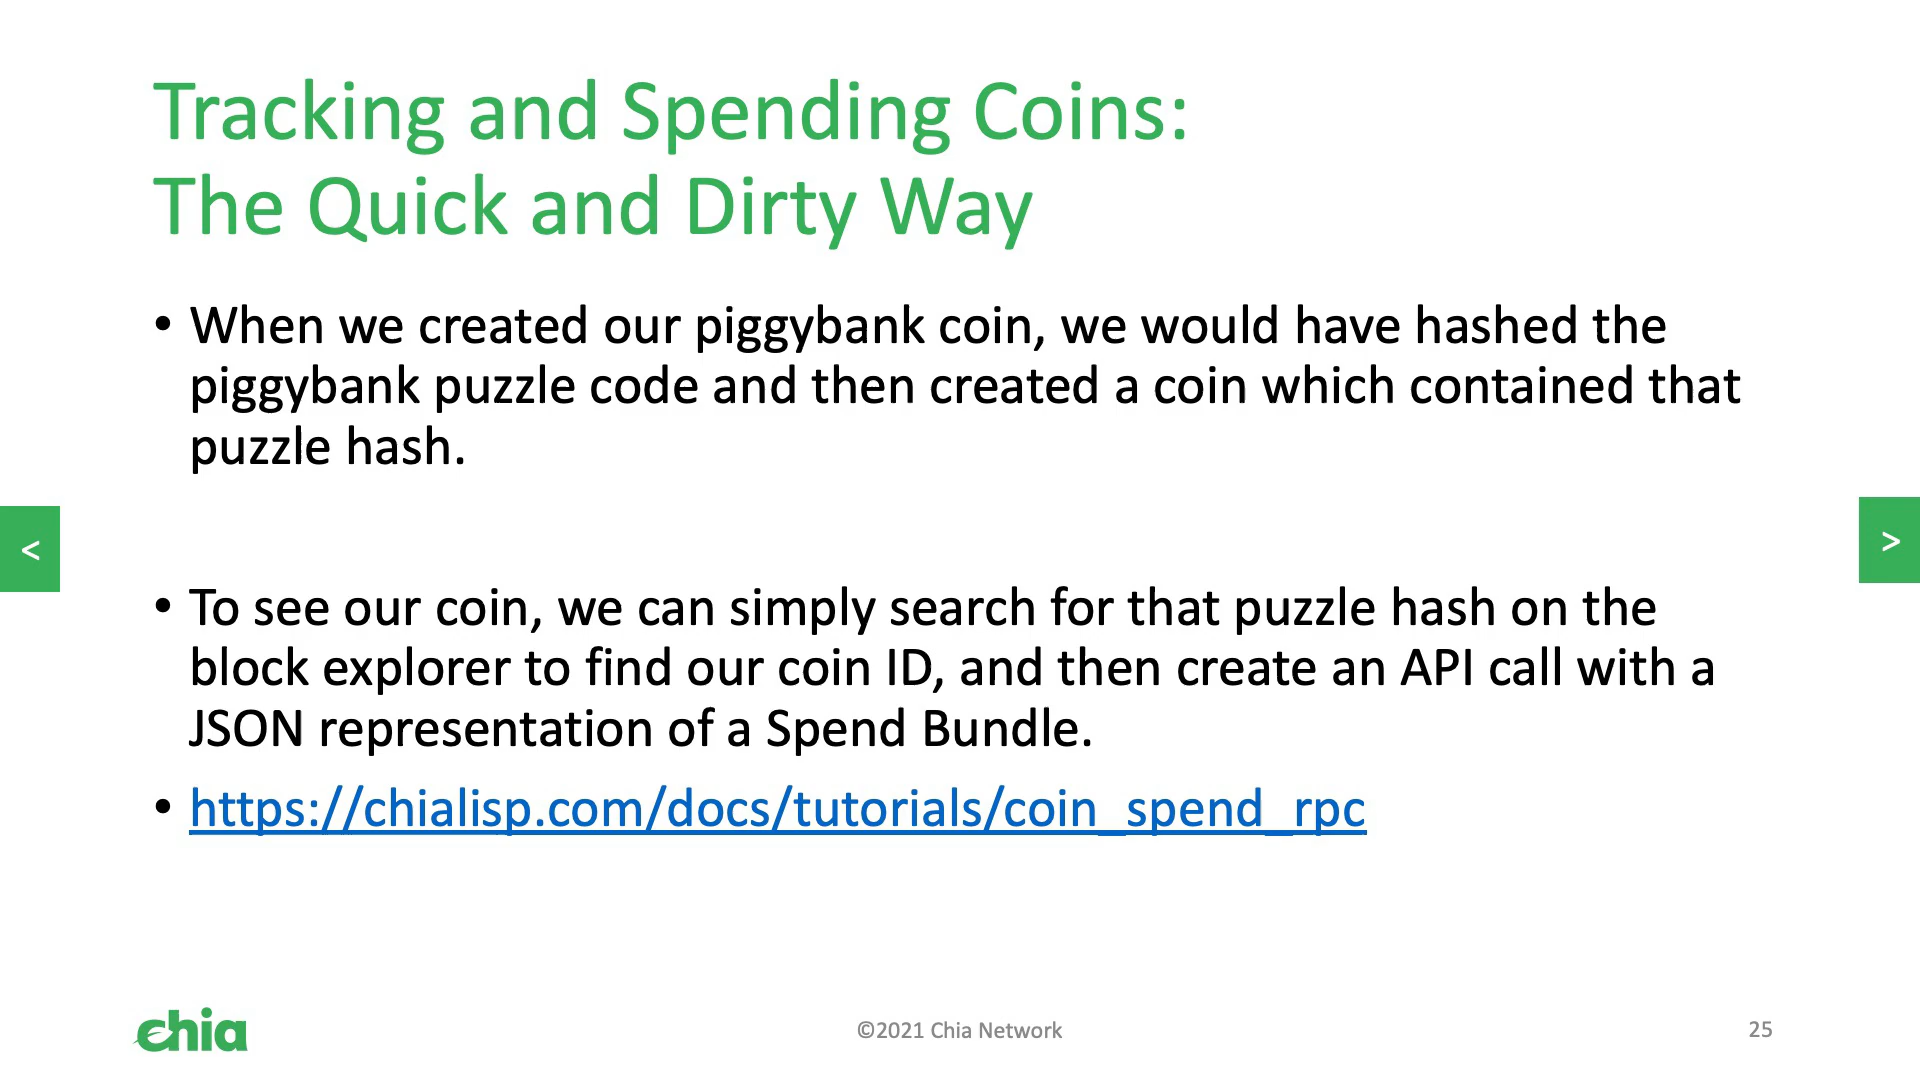 Tracking and Spending Coins:
The Quick and Dirty Way
• When we created our piggybank coin, we would have hashed the
piggybank puzzle code and then created a coin which contained that
puzzle hash.
<
>
• To see our coin, we can simply search for that puzzle hash on the
block explorer to find our coin ID, and then create an API call with a
JSON representation of a Spend Bundle.
• https://chialisp.com/docs/tutorials/coin_spend_rpc
chia
©2021 Chia Network
25